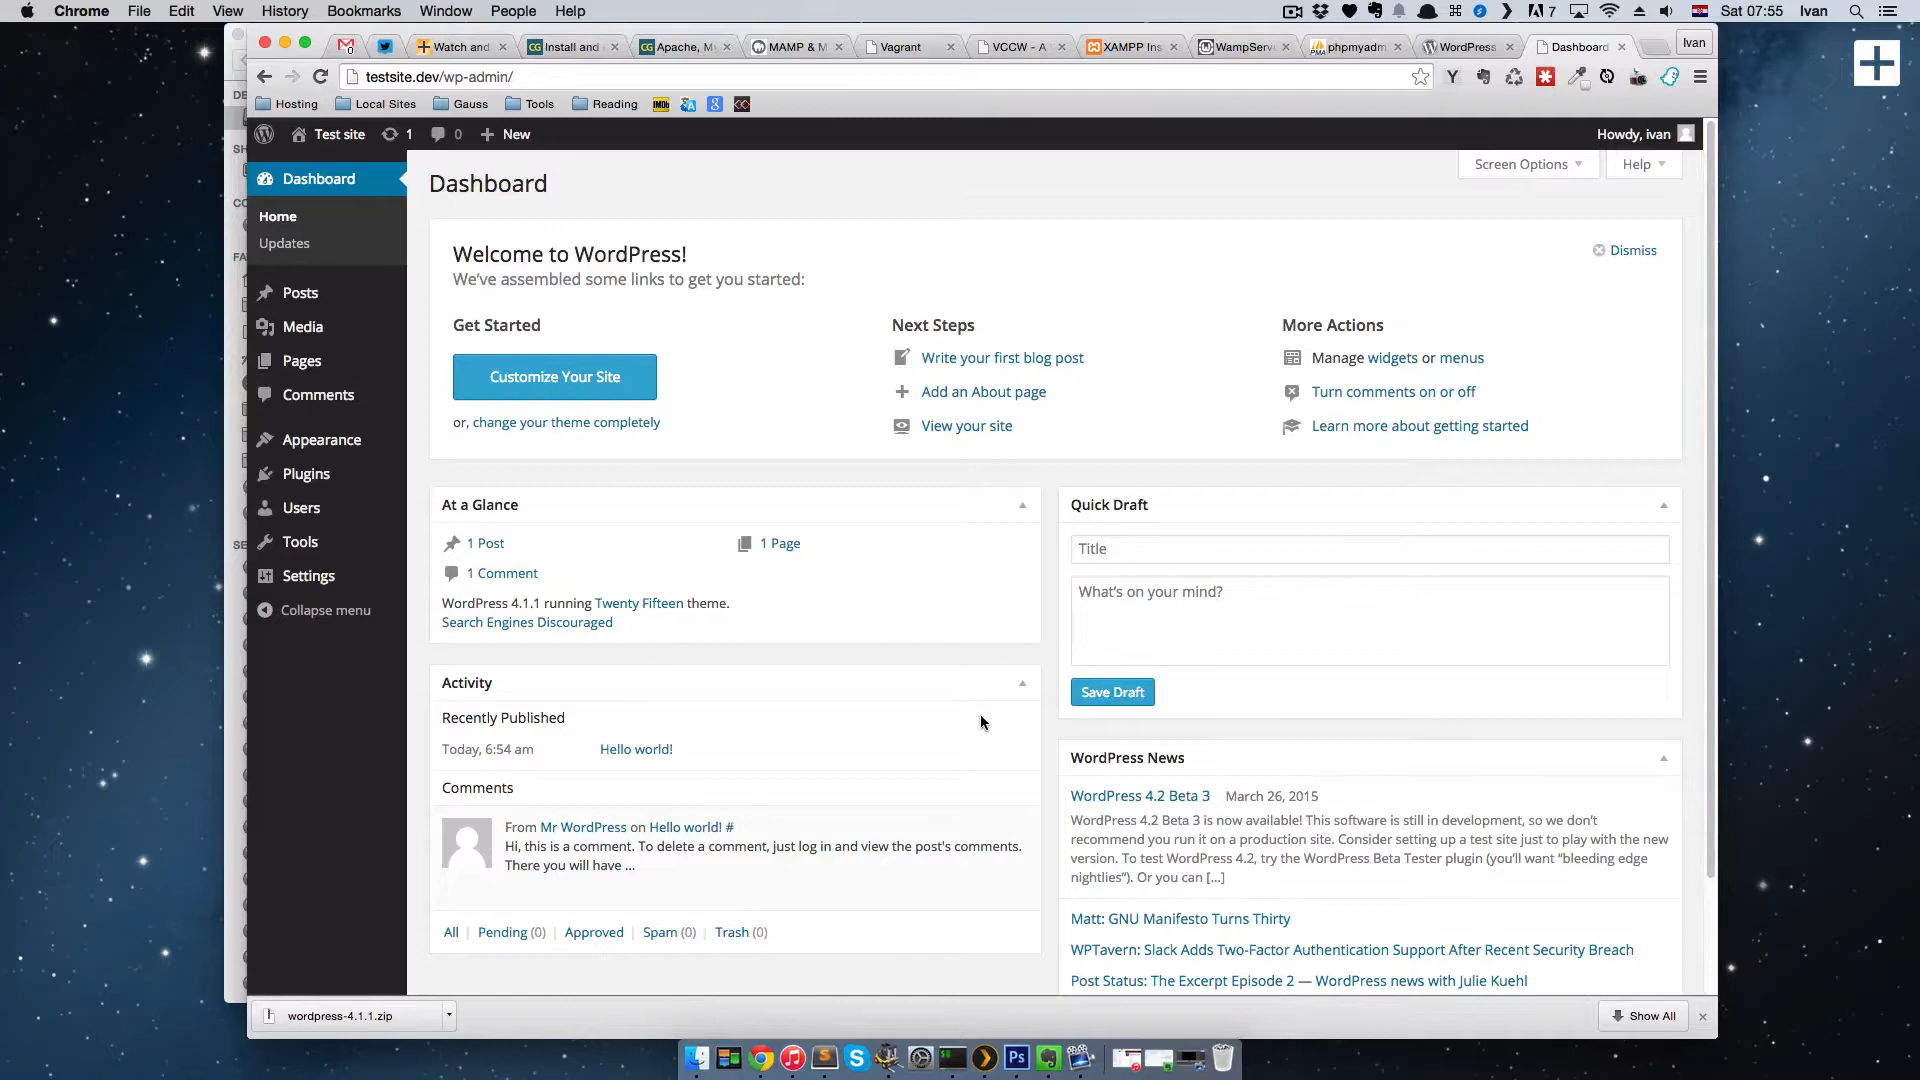 Chrome File Edit View History Bookmarks Window People Help
7 Sat 07:55 Ivan
Watch and
Install and
Apache, M
MAMP & M
Vagrant
VCCW - A
XAMPP Ins
WampServ
phpmyadm
WordPress
Dashboard
Ivan
testsite.dev/wp-admin/
Hosting Local Sites Gauss Tools Reading IMDb
Test site 1 0 New
Howdy, ivan
Dashboard
Home
Updates
Posts
Media
Pages
Comments
Appearance
Plugins
Users
Tools
Settings
Collapse menu
Dashboard
Screen Options Help
Welcome to WordPress!
We've assembled some links to get you started:
Dismiss
Get Started
Customize Your Site
or, change your theme completely
Next Steps
Write your first blog post
Add an About page
View your site
More Actions
Manage widgets or menus
Turn comments on or off
Learn more about getting started
At a Glance
1 Post 1 Page
1 Comment
WordPress 4.1.1 running Twenty Fifteen theme.
Search Engines Discouraged
Activity
Recently Published
Today, 6:54 am Hello world!
Comments
From Mr WordPress on Hello world! #
Hi, this is a comment. To delete a comment, just log in and view the post's comments.
There you will have ...
All | Pending (0) | Approved | Spam (0) | Trash (0)
Quick Draft
Title
What's on your mind?
Save Draft
WordPress News
WordPress 4.2 Beta 3 March 26, 2015
WordPress 4.2 Beta 3 is now available! This software is still in development, so we don't
recommend you run it on a production site. Consider setting up a test site just to play with the new
version. To test WordPress 4.2, try the WordPress Beta Tester plugin (you'll want "bleeding edge
nightlies"). Or you can [...]
Matt: GNU Manifesto Turns Thirty
WPTavern: Slack Adds Two-Factor Authentication Support After Recent Security Breach
Post Status: The Excerpt Episode 2 — WordPress news with Julie Kuehl
wordpress-4.1.1.zip
Show All
Ps